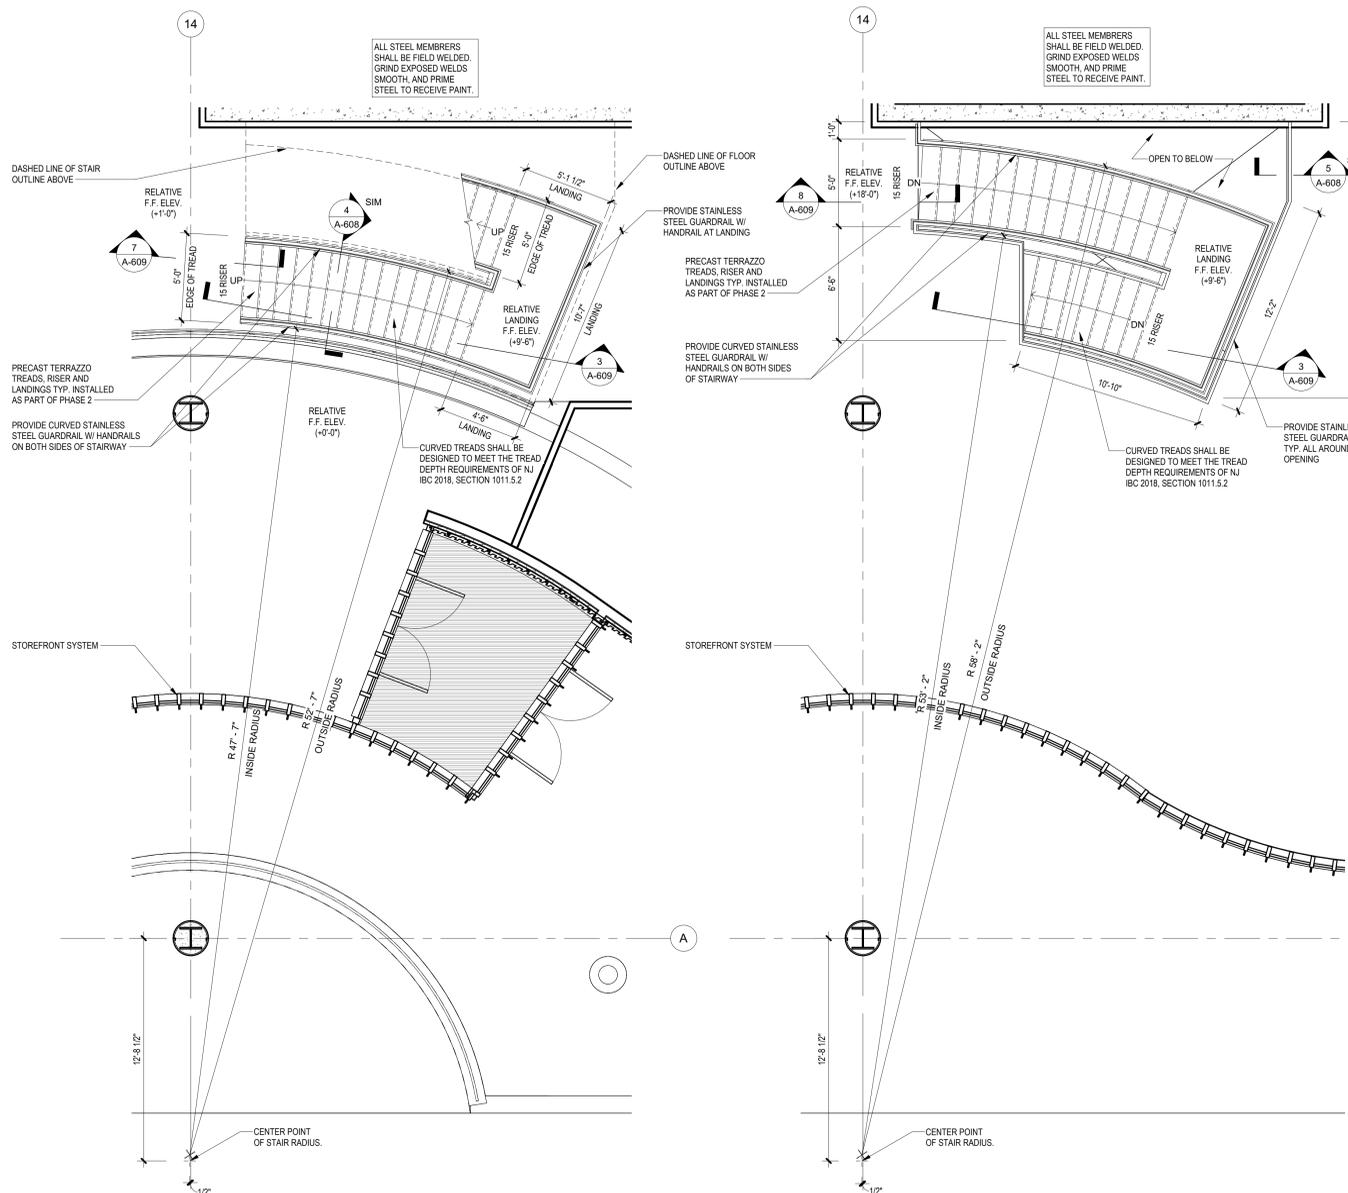 14
ALL STEEL MEMBRERS
SHALL BE FIELD WELDED.
GRIND EXPOSED WELDS
SMOOTH, AND PRIME
STEEL TO RECEIVE PAINT.
DASHED LINE OF STAIR
OUTLINE ABOVE
RELATIVE
F.F. ELEV.
(+1'-0")
4
A-608
SIM
7
A-609
5'-0"
EDGE OF TREAD
15 RISER
UP
UP
15 RISER
5'-0"
EDGE OF TREAD
5'-1 1/2"
LANDING
DASHED LINE OF FLOOR
OUTLINE ABOVE
PROVIDE STAINLESS
STEEL GUARDRAIL W/
HANDRAIL AT LANDING
RELATIVE
LANDING
F.F. ELEV.
(+9'-6")
10'-7"
LANDING
3
A-609
PRECAST TERRAZZO
TREADS, RISER AND
LANDINGS TYP. INSTALLED
AS PART OF PHASE 2
PROVIDE CURVED STAINLESS
STEEL GUARDRAIL W/ HANDRAILS
ON BOTH SIDES OF STAIRWAY
RELATIVE
F.F. ELEV.
(+0'-0")
4'-6"
LANDING
CURVED TREADS SHALL BE
DESIGNED TO MEET THE TREAD
DEPTH REQUIREMENTS OF NJ
IBC 2018, SECTION 1011.5.2
STOREFRONT SYSTEM
R 47' - 7"
INSIDE RADIUS
R 52' - 7"
OUTSIDE RADIUS
A
12'-8 1/2"
CENTER POINT
OF STAIR RADIUS.
1/2"
14
ALL STEEL MEMBRERS
SHALL BE FIELD WELDED.
GRIND EXPOSED WELDS
SMOOTH, AND PRIME
STEEL TO RECEIVE PAINT.
1'-0"
5'-0"
6'-6"
RELATIVE
F.F. ELEV.
(+18'-0")
15 RISER
DN
OPEN TO BELOW
5
A-608
8
A-609
PRECAST TERRAZZO
TREADS, RISER AND
LANDINGS TYP. INSTALLED
AS PART OF PHASE 2
RELATIVE
LANDING
F.F. ELEV.
(+9'-6")
12'-2"
DN
15 RISER
PROVIDE CURVED STAINLESS
STEEL GUARDRAIL W/
HANDRAILS ON BOTH SIDES
OF STAIRWAY
3
A-609
10'-10"
PROVIDE STAINL
STEEL GUARDRA
TYP. ALL AROUN
OPENING
CURVED TREADS SHALL BE
DESIGNED TO MEET THE TREAD
DEPTH REQUIREMENTS OF NJ
IBC 2018, SECTION 1011.5.2
STOREFRONT SYSTEM
R 53' - 2"
INSIDE RADIUS
R 58' - 2"
OUTSIDE RADIUS
12'-8 1/2"
CENTER POINT
OF STAIR RADIUS.
1/2"